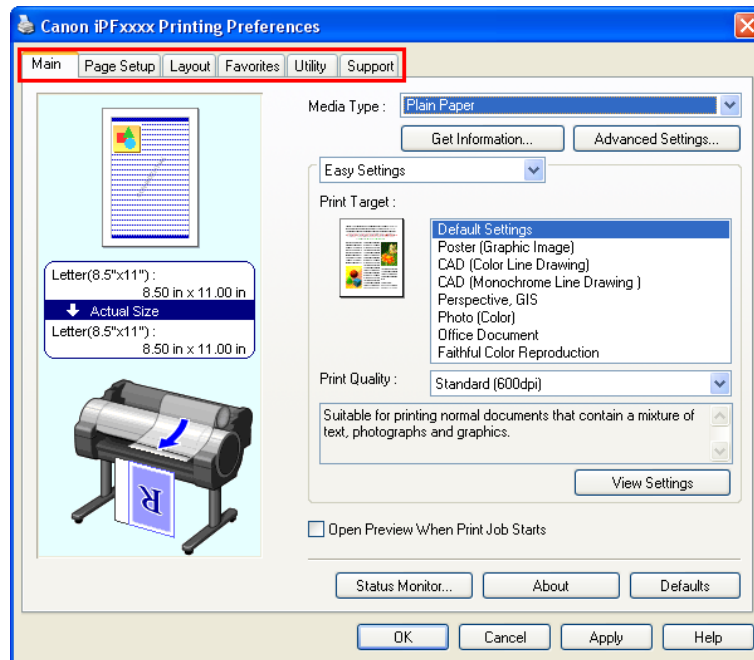 Canon iPFxxxx Printing Preferences
Main Page Setup Layout Favorites Utility Support
Media Type : Plain Paper
Get Information... Advanced Settings...
Easy Settings
Print Target :
Default Settings
Poster (Graphic Image)
CAD (Color Line Drawing)
CAD (Monochrome Line Drawing )
Perspective, GIS
Photo (Color)
Office Document
Faithful Color Reproduction
Letter(8.5"x11") :
8.50 in x 11.00 in
Actual Size
Letter(8.5"x11") :
8.50 in x 11.00 in
R
Print Quality : Standard (600dpi)
Suitable for printing normal documents that contain a mixture of
text, photographs and graphics.
View Settings
Open Preview When Print Job Starts
Status Monitor... About Defaults
OK Cancel Apply Help